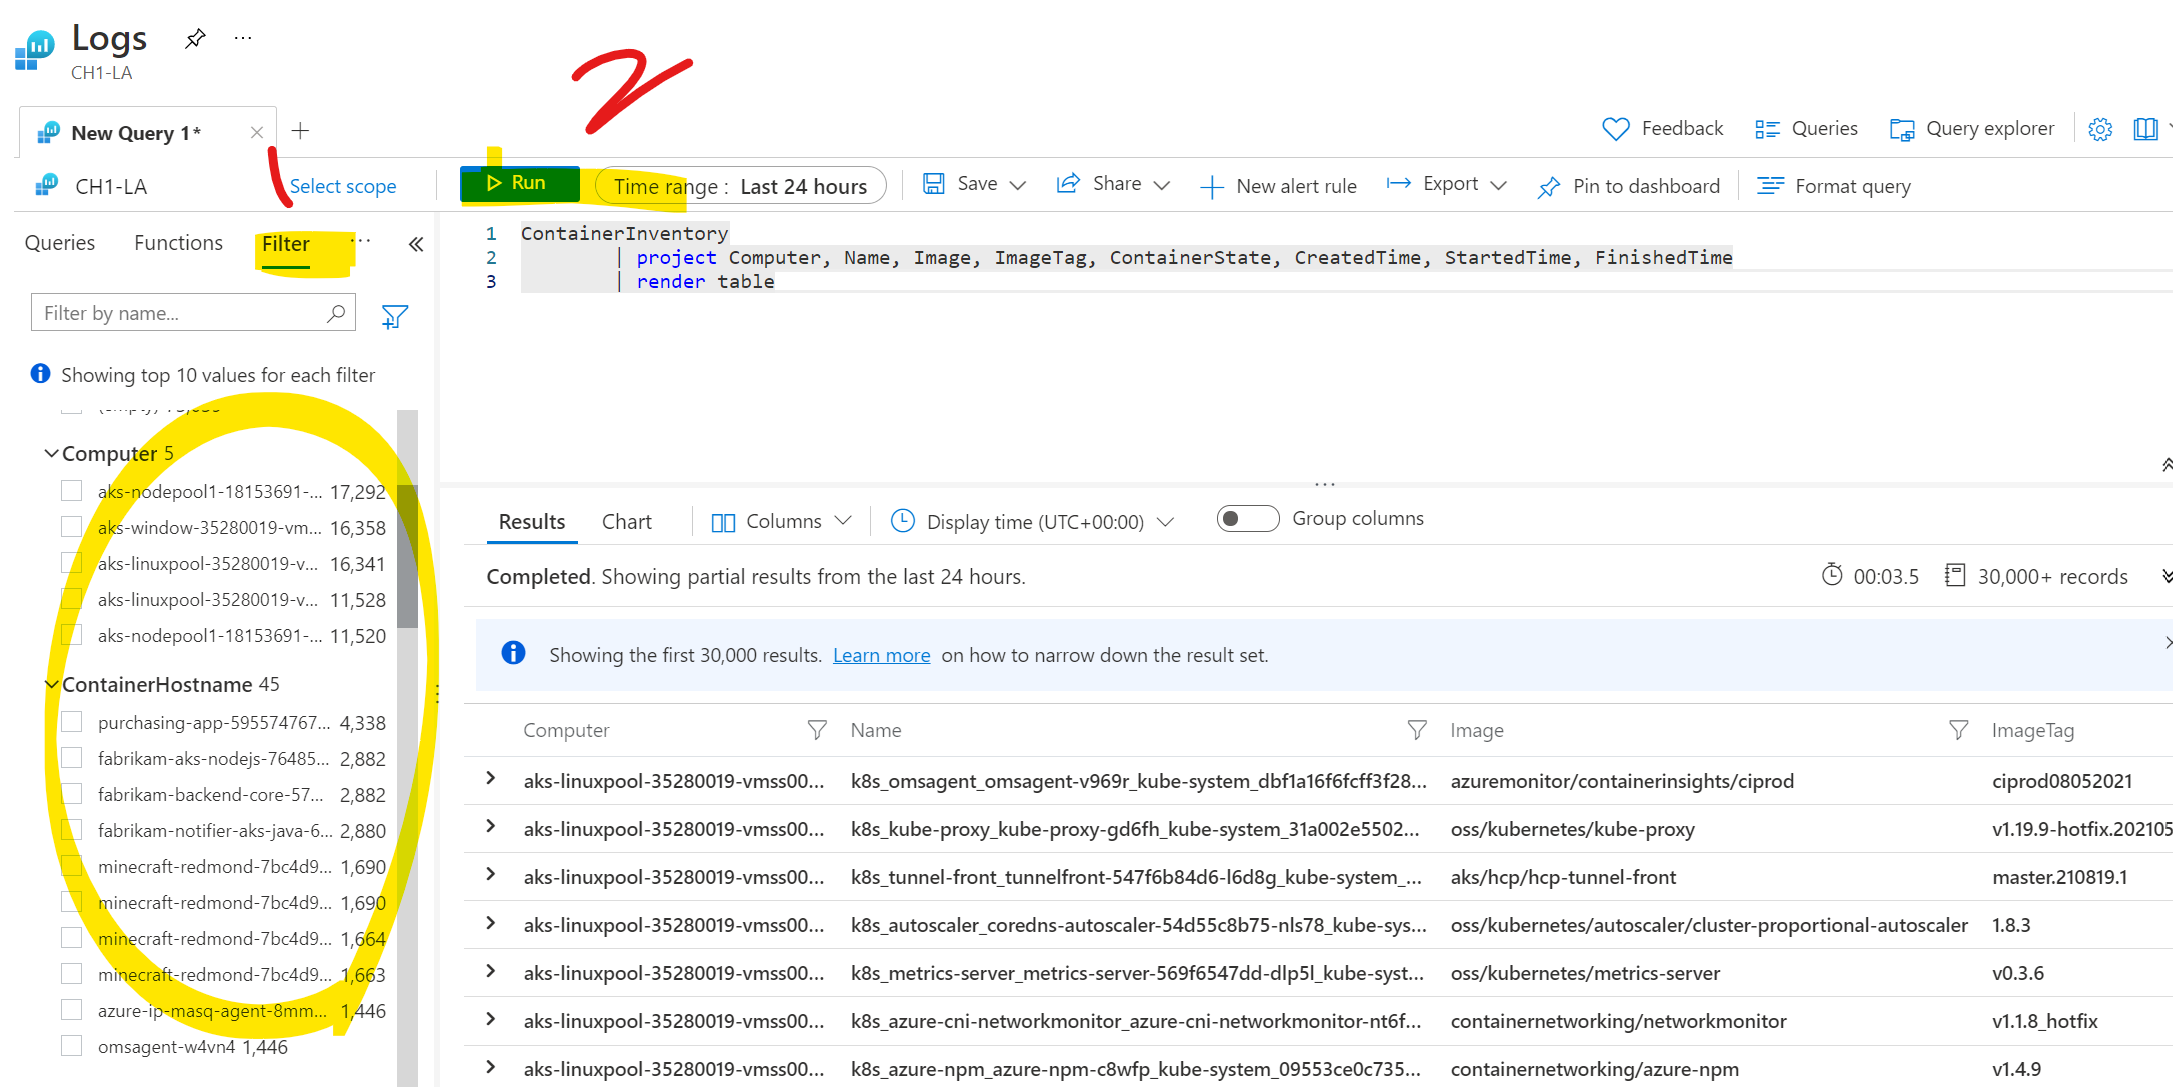 Logs
CH1-LA
2
New Query 1*
Feedback
Queries
Query explorer
CH1-LA
Select scope
Run
Time range : Last 24 hours
Save
Share
New alert rule
Export
Pin to dashboard
Format query
Queries
Functions
Filter
...
Filter by name...
Showing top 10 values for each filter
Computer 5
aks-nodepool1-18153691-... 17,292
aks-window-35280019-vm... 16,358
aks-linuxpool-35280019-v... 16,341
aks-linuxpool-35280019-v... 11,528
aks-nodepool1-18153691-... 11,520
ContainerHostname 45
purchasing-app-595574767... 4,338
fabrikam-aks-nodejs-76485... 2,882
fabrikam-backend-core-57... 2,882
fabrikam-notifier-aks-java-6... 2,880
minecraft-redmond-7bc4d9... 1,690
minecraft-redmond-7bc4d9... 1,690
minecraft-redmond-7bc4d9... 1,664
minecraft-redmond-7bc4d9... 1,663
azure-ip-masq-agent-8mm... 1,446
omsagent-w4vn4 1,446
1 ContainerInventory
2 | project Computer, Name, Image, ImageTag, ContainerState, CreatedTime, StartedTime, FinishedTime
3 | render table
Results
Chart
Columns
Display time (UTC+00:00)
Group columns
Completed. Showing partial results from the last 24 hours.
00:03.5
30,000+ records
Showing the first 30,000 results. Learn more on how to narrow down the result set.
Computer Name Image ImageTag
aks-linuxpool-35280019-vmss00... k8s_omsagent_omsagent-v969r_kube-system_dbf1a16f6fcff3f28... azuremonitor/containerinsights/ciprod ciprod08052021
aks-linuxpool-35280019-vmss00... k8s_kube-proxy_kube-proxy-gd6fh_kube-system_31a002e5502... oss/kubernetes/kube-proxy v1.19.9-hotfix.202105
aks-linuxpool-35280019-vmss00... k8s_tunnel-front_tunnelfront-547f6b84d6-l6d8g_kube-system_... aks/hcp/hcp-tunnel-front master.210819.1
aks-linuxpool-35280019-vmss00... k8s_autoscaler_coredns-autoscaler-54d55c8b75-nls78_kube-sys... oss/kubernetes/autoscaler/cluster-proportional-autoscaler 1.8.3
aks-linuxpool-35280019-vmss00... k8s_metrics-server_metrics-server-569f6547dd-dlp5l_kube-syst... oss/kubernetes/metrics-server v0.3.6
aks-linuxpool-35280019-vmss00... k8s_azure-cni-networkmonitor_azure-cni-networkmonitor-nt6f... containernetworking/networkmonitor v1.1.8_hotfix
aks-linuxpool-35280019-vmss00... k8s_azure-npm_azure-npm-c8wfp_kube-system_09553ce0c735... containernetworking/azure-npm v1.4.9